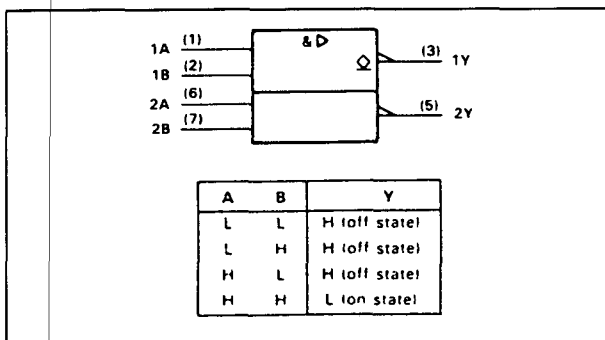 & ▷
1A (1)
◇ (3) 1Y
1B (2)
2A (6)
(5) 2Y
2B (7)
A B Y
L L H (off state)
L H H (off state)
H L H (off state)
H H L (on state)